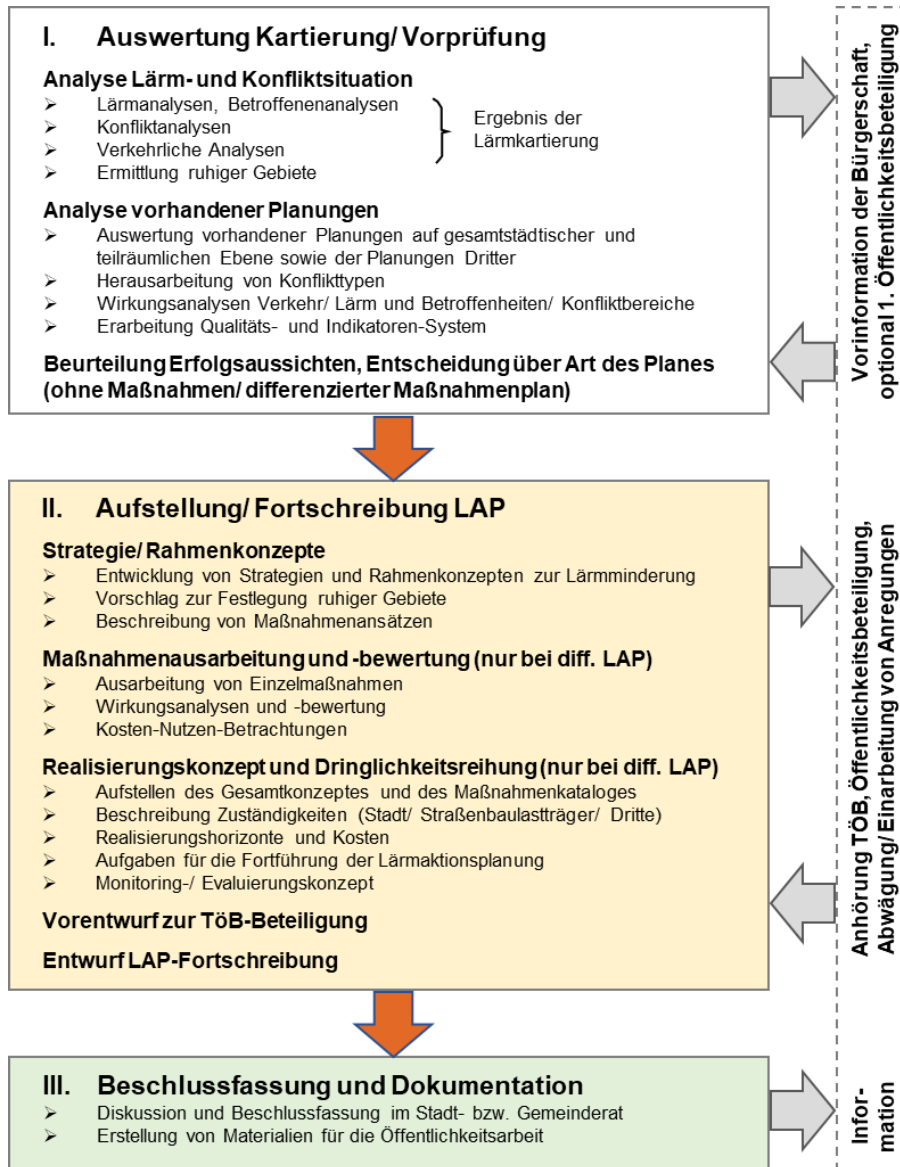 I. Auswertung Kartierung/ Vorprüfung
Analyse Lärm- und Konfliktsituation
➢ Lärmanalysen, Betroffenenanalysen
➢ Konfliktanalysen
➢ Verkehrliche Analysen
➢ Ermittlung ruhiger Gebiete
Ergebnis der
Lärmkartierung
Analyse vorhandener Planungen
➢ Auswertung vorhandener Planungen auf gesamtstädtischer und
teilräumlichen Ebene sowie der Planungen Dritter
➢ Herausarbeitung von Konflikttypen
➢ Wirkungsanalysen Verkehr/ Lärm und Betroffenheiten/ Konfliktbereiche
➢ Erarbeitung Qualitäts- und Indikatoren-System
Beurteilung Erfolgsaussichten, Entscheidung über Art des Planes
(ohne Maßnahmen/ differenzierter Maßnahmenplan)
Vorinformation der Bürgerschaft,
optional 1. Öffentlichkeitsbeteiligung
II. Aufstellung/ Fortschreibung LAP
Strategie/ Rahmenkonzepte
➢ Entwicklung von Strategien und Rahmenkonzepten zur Lärmminderung
➢ Vorschlag zur Festlegung ruhiger Gebiete
➢ Beschreibung von Maßnahmenansätzen
Maßnahmenausarbeitung und -bewertung (nur bei diff. LAP)
➢ Ausarbeitung von Einzelmaßnahmen
➢ Wirkungsanalysen und -bewertung
➢ Kosten-Nutzen-Betrachtungen
Realisierungskonzept und Dringlichkeitsreihung (nur bei diff. LAP)
➢ Aufstellen des Gesamtkonzeptes und des Maßnahmenkataloges
➢ Beschreibung Zuständigkeiten (Stadt/ Straßenbaulastträger/ Dritte)
➢ Realisierungshorizonte und Kosten
➢ Aufgaben für die Fortführung der Lärmaktionsplanung
➢ Monitoring-/ Evaluierungskonzept
Vorentwurf zur TöB-Beteiligung
Entwurf LAP-Fortschreibung
Anhörung TÖB, Öffentlichkeitsbeteiligung,
Abwägung/ Einarbeitung von Anregungen
III. Beschlussfassung und Dokumentation
➢ Diskussion und Beschlussfassung im Stadt- bzw. Gemeinderat
➢ Erstellung von Materialien für die Öffentlichkeitsarbeit
Infor-
mation